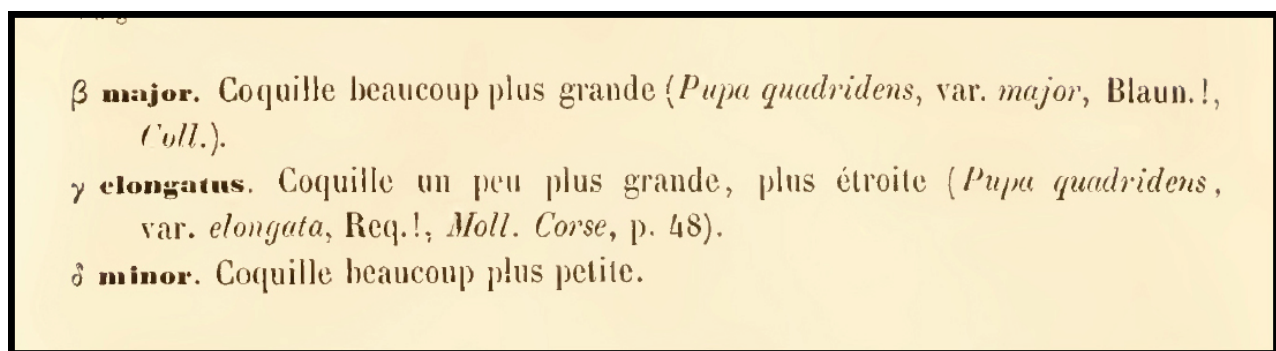 β major. Coquille beaucoup plus grande (Pupa quadridens, var. major, Blaun.!,
Coll.).
γ elongatus. Coquille un peu plus grande, plus étroite (Pupa quadridens,
var. elongata, Req.!, Moll. Corse, p. 48).
δ minor. Coquille beaucoup plus petite.